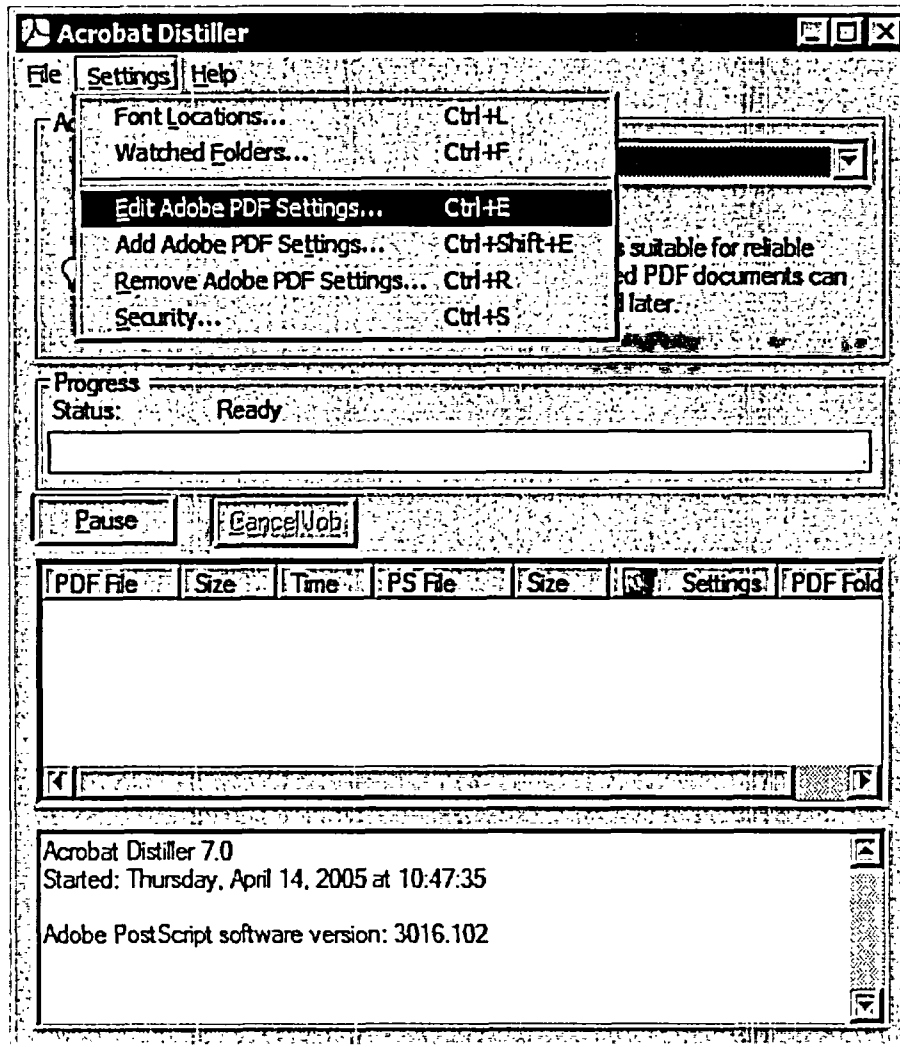 Acrobat Distiller
File Settings Help
Font Locations... Ctrl+L
Watched Folders... Ctrl+F
Edit Adobe PDF Settings... Ctrl+E
Add Adobe PDF Settings... Ctrl+Shift+E
Remove Adobe PDF Settings... Ctrl+R
Security... Ctrl+S
suitable for reliable
PDF documents can
later.
Progress
Status: Ready
Pause Cancel Job
PDF File Size Time PS File Size Settings PDF Fold
Acrobat Distiller 7.0
Started: Thursday, April 14, 2005 at 10:47:35
Adobe PostScript software version: 3016.102